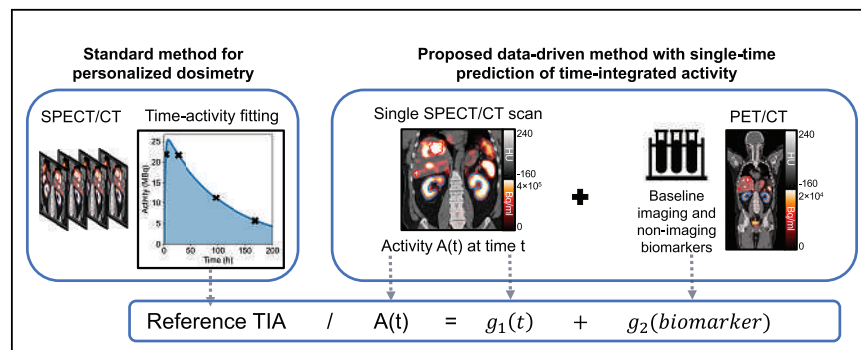 Standard method for
personalized dosimetry
SPECT/CT
Time-activity fitting
Activity (MBq)
25
20
15
10
5
0
0
50
100
150
200
Time (h)
Proposed data-driven method with single-time
prediction of time-integrated activity
Single SPECT/CT scan
240
HU
-160
4×10⁵
Bq/ml
0
Activity A(t) at time t
+
Baseline
imaging and
non-imaging
biomarkers
PET/CT
240
HU
-160
2×10⁴
Bq/ml
0
Reference TIA / A(t) = g₁(t) + g₂(biomarker)